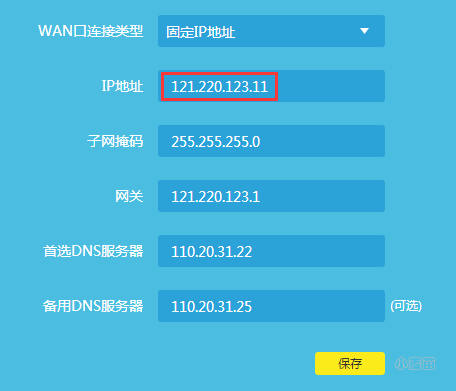 WAN口连接类型 固定IP地址
IP地址 121.220.123.11
子网掩码 255.255.255.0
网关 121.220.123.1
首选DNS服务器 110.20.31.22
备用DNS服务器 110.20.31.25 (可选)
保存